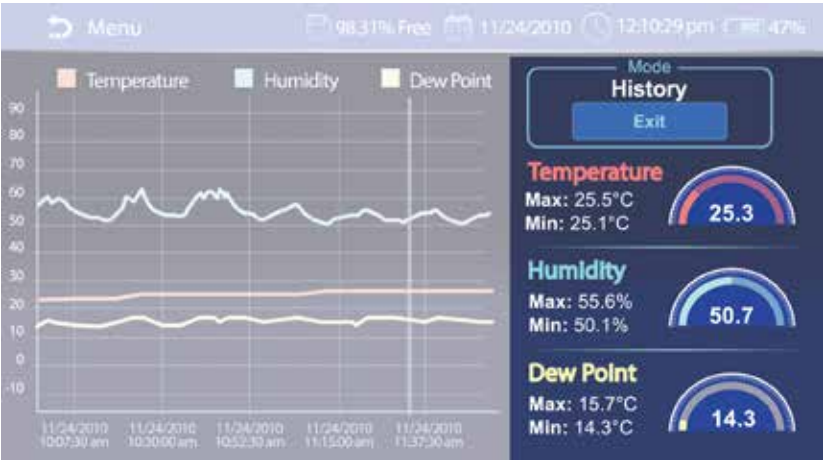 Menu 98.31% Free 11/24/2010 12:10:29 pm 47%
Temperature Humidity Dew Point
90
80
70
60
50
40
30
20
10
0
-10
11/24/2010 11/24/2010 11/24/2010 11/24/2010 11/24/2010
10:07:30 am 10:30:00 am 10:52:30 am 11:15:00 am 11:37:30 am
Mode
History
Exit
Temperature
Max: 25.5°C
Min: 25.1°C
25.3
Humidity
Max: 55.6%
Min: 50.1%
50.7
Dew Point
Max: 15.7°C
Min: 14.3°C
14.3